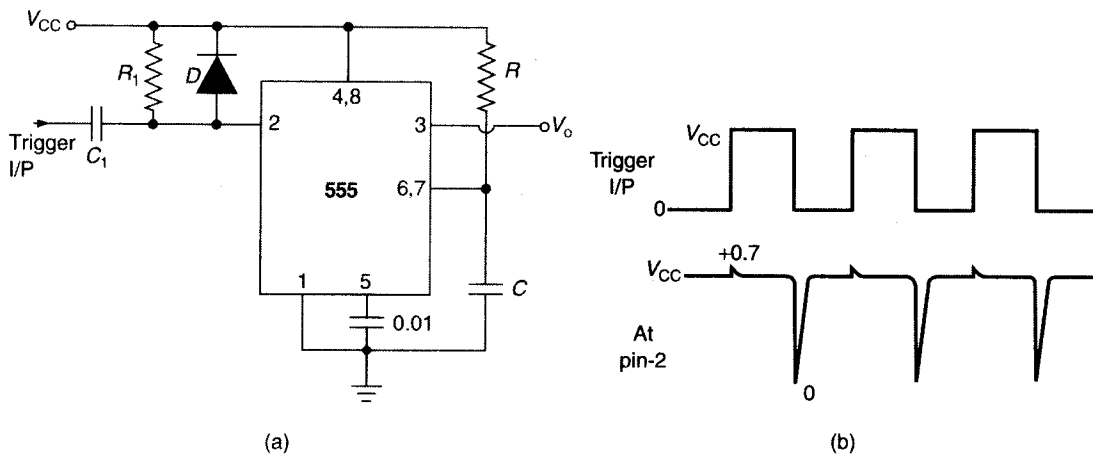 V_CC
R_1
D
R
4,8
2
3
V_o
Trigger
I/P
C_1
555
6,7
1
5
C
0.01
(a)
V_CC
Trigger
I/P
0
+0.7
V_CC
At
pin-2
0
(b)